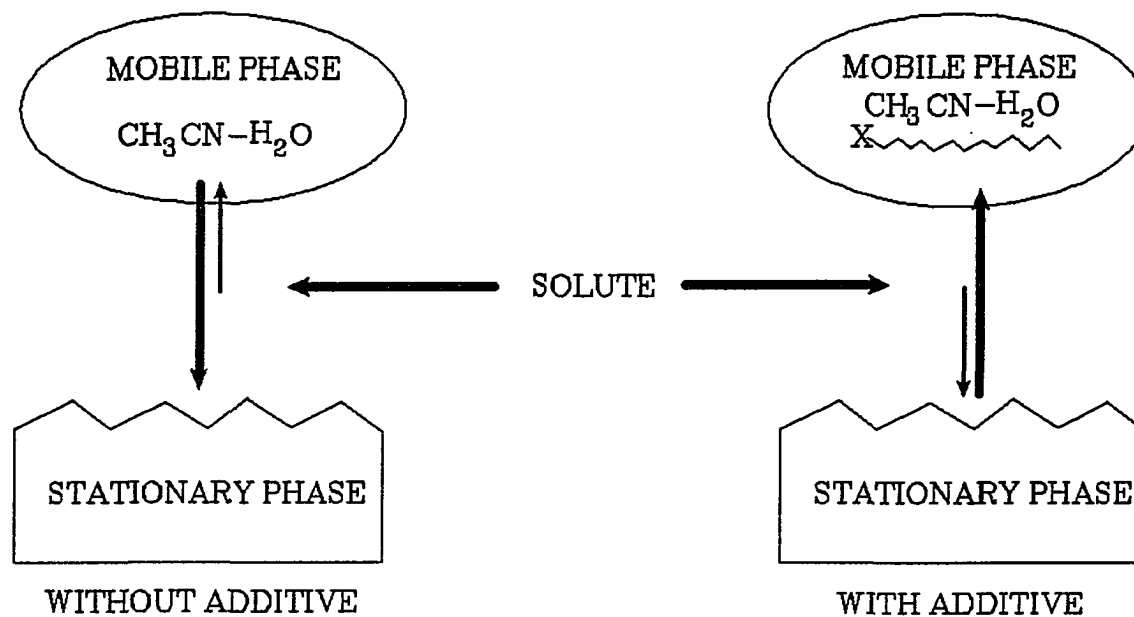 MOBILE PHASE
CH₃CN–H₂O
MOBILE PHASE
CH₃CN–H₂O
X
SOLUTE
STATIONARY PHASE
STATIONARY PHASE
WITHOUT ADDITIVE
WITH ADDITIVE